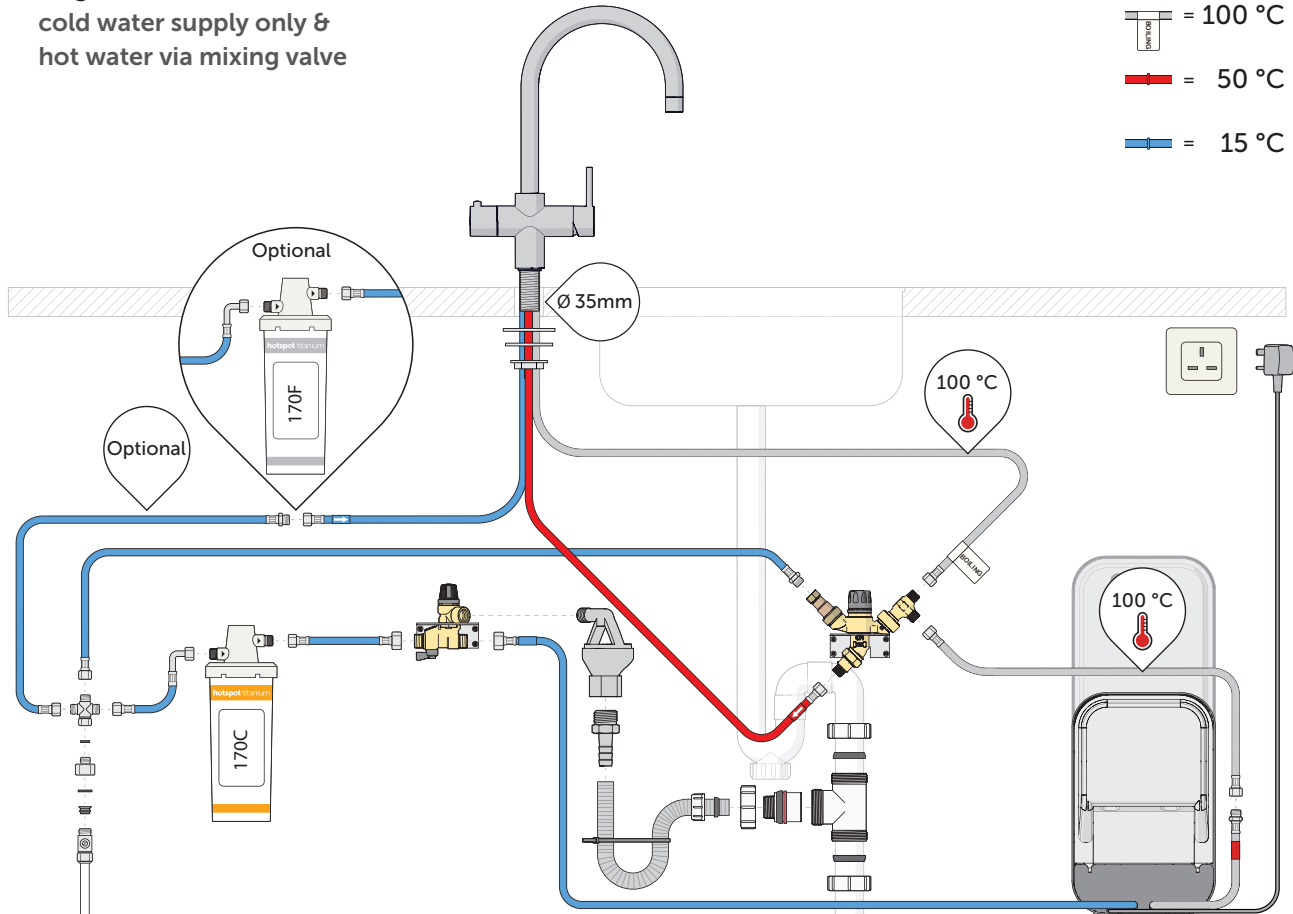 cold water supply only &
hot water via mixing valve
BOILING
= 100 °C
= 50 °C
= 15 °C
Optional
hotspot titanium
170F
Ø 35mm
100 °C
Optional
BOILING
100 °C
hotspot titanium
170C